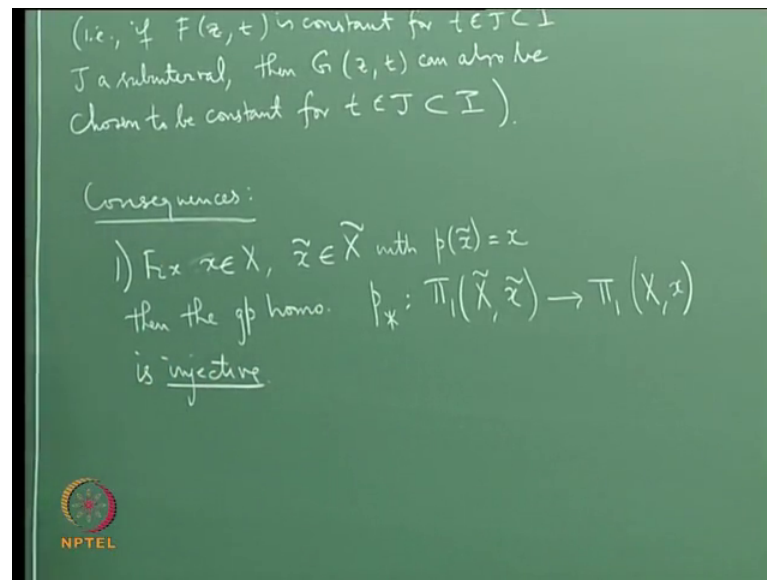 (i.e., if F(z, t) is constant for t ∈ J ⊂ I
J a subinterval, then G(z, t) can also be
chosen to be constant for t ∈ J ⊂ I).
Consequences:
1) Fix x ∈ X, x̃ ∈ X̃ with p(x̃) = x
then the gp homo. p_* : Π₁(X̃, x̃) → Π₁(X, x)
is injective.
NPTEL